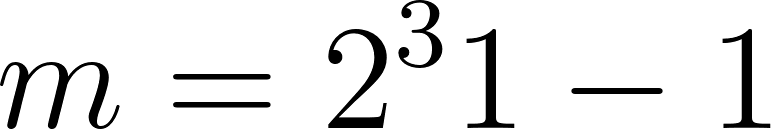 m = 2³1 − 1